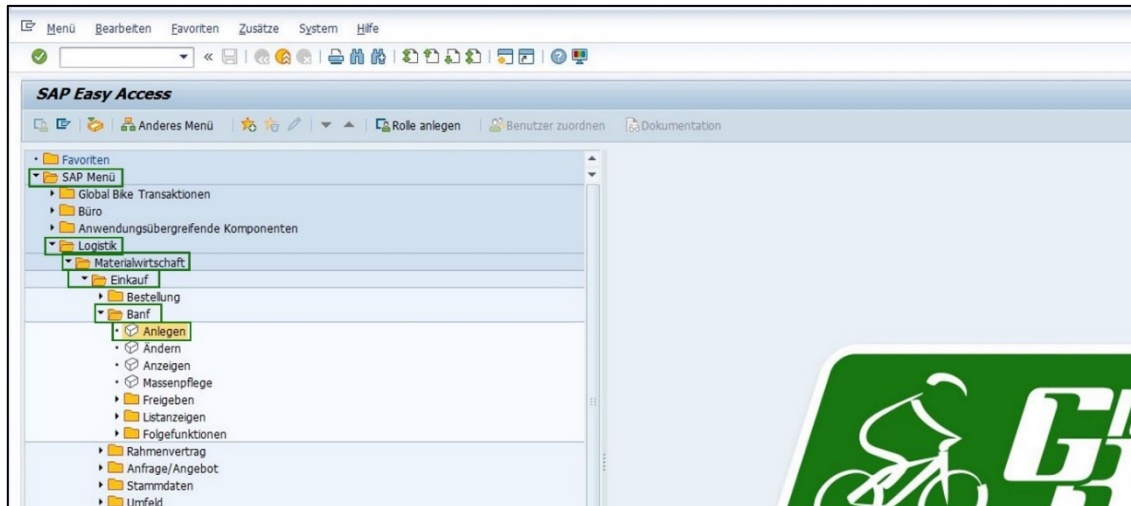 Menü Bearbeiten Favoriten Zusätze System Hilfe
SAP Easy Access
Anderes Menü Rolle anlegen Benutzer zuordnen Dokumentation
Favoriten
SAP Menü
Global Bike Transaktionen
Büro
Anwendungsübergreifende Komponenten
Logistik
Materialwirtschaft
Einkauf
Bestellung
Banf
Anlegen
Ändern
Anzeigen
Massenpflege
Freigeben
Listanzeigen
Folgefunktionen
Rahmenvertrag
Anfrage/Angebot
Stammdaten
Umfeld